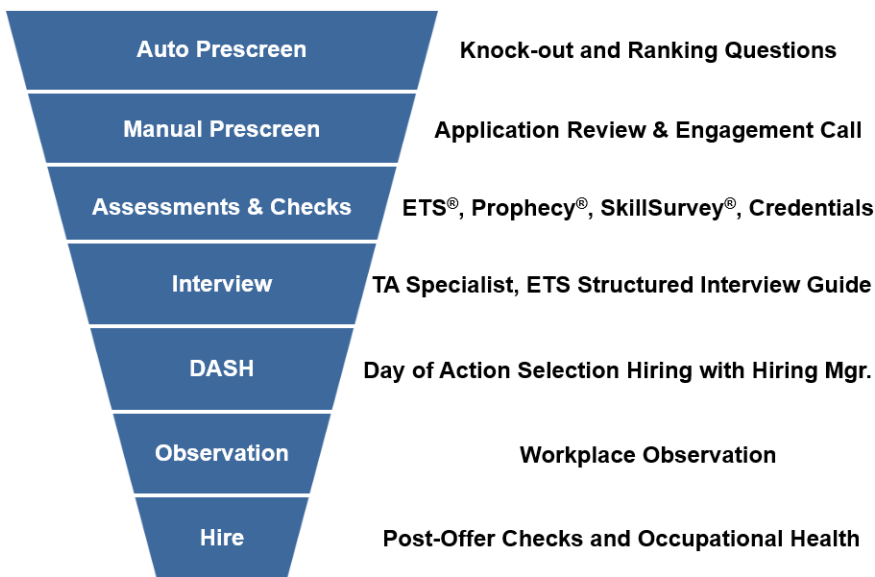 Auto Prescreen
Knock-out and Ranking Questions
Manual Prescreen
Application Review & Engagement Call
Assessments & Checks
ETS®, Prophecy®, SkillSurvey®, Credentials
Interview
TA Specialist, ETS Structured Interview Guide
DASH
Day of Action Selection Hiring with Hiring Mgr.
Observation
Workplace Observation
Hire
Post-Offer Checks and Occupational Health